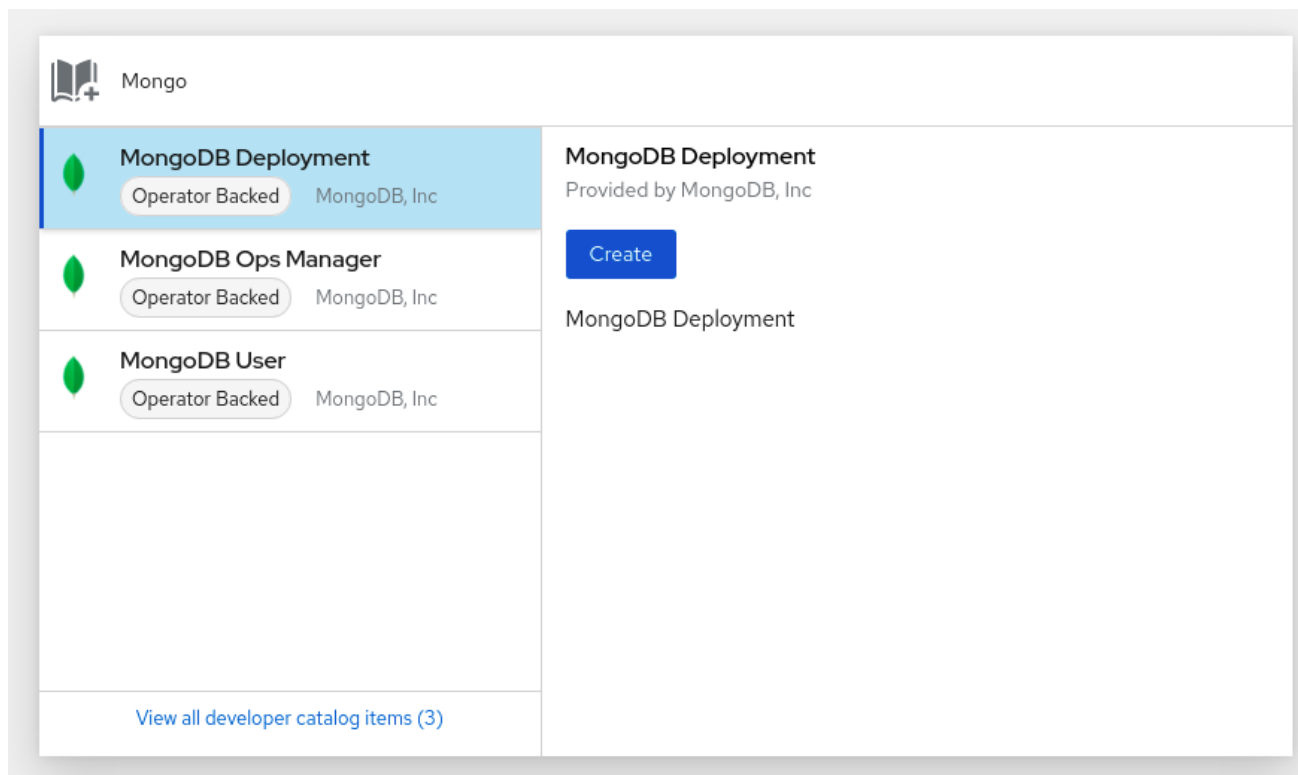 Mongo
MongoDB Deployment
Operator Backed MongoDB, Inc
MongoDB Ops Manager
Operator Backed MongoDB, Inc
MongoDB User
Operator Backed MongoDB, Inc
View all developer catalog items (3)
MongoDB Deployment
Provided by MongoDB, Inc
Create
MongoDB Deployment